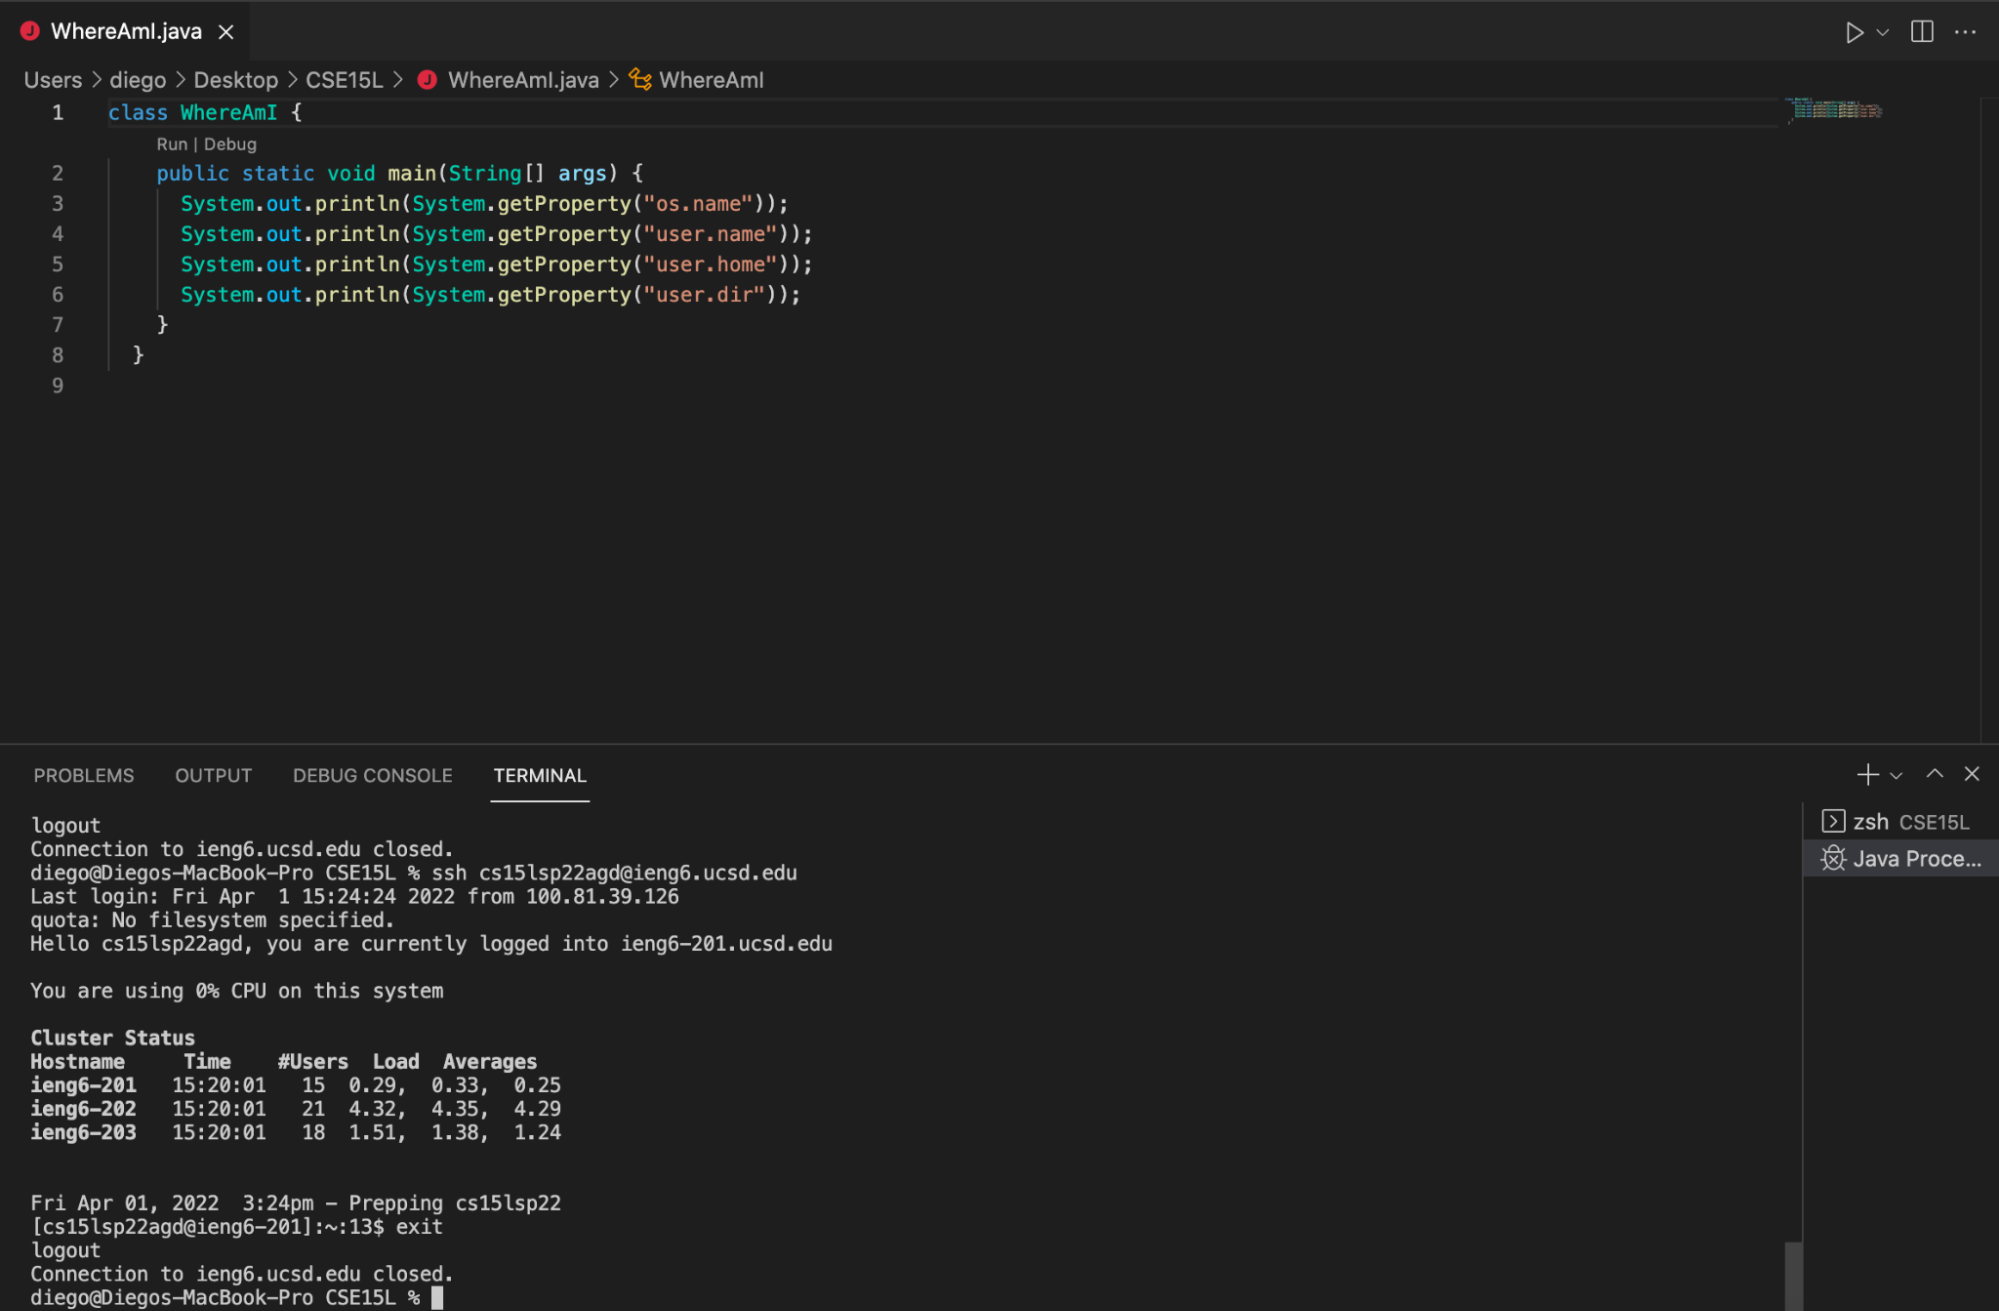 WhereAmI.java
Users > diego > Desktop > CSE15L > WhereAmI.java > WhereAmI
1 class WhereAmI {
Run | Debug
2 public static void main(String[] args) {
3 System.out.println(System.getProperty("os.name"));
4 System.out.println(System.getProperty("user.name"));
5 System.out.println(System.getProperty("user.home"));
6 System.out.println(System.getProperty("user.dir"));
7 }
8 }
9
PROBLEMS OUTPUT DEBUG CONSOLE TERMINAL
zsh CSE15L
Java Proce...
logout
Connection to ieng6.ucsd.edu closed.
diego@Diegos-MacBook-Pro CSE15L % ssh cs15lsp22agd@ieng6.ucsd.edu
Last login: Fri Apr  1 15:24:24 2022 from 100.81.39.126
quota: No filesystem specified.
Hello cs15lsp22agd, you are currently logged into ieng6-201.ucsd.edu
You are using 0% CPU on this system
Cluster Status
Hostname     Time    #Users  Load  Averages
ieng6-201   15:20:01   15  0.29,  0.33,  0.25
ieng6-202   15:20:01   21  4.32,  4.35,  4.29
ieng6-203   15:20:01   18  1.51,  1.38,  1.24
Fri Apr 01, 2022  3:24pm - Prepping cs15lsp22
[cs15lsp22agd@ieng6-201]:~:13$ exit
logout
Connection to ieng6.ucsd.edu closed.
diego@Diegos-MacBook-Pro CSE15L %